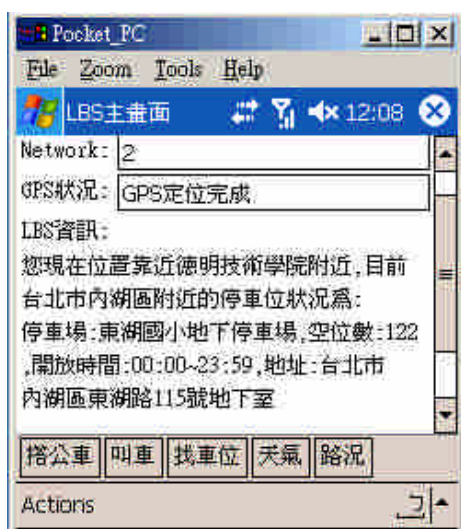 Pocket_PC
File Zoom Tools Help
LBS主畫面 12:08
Network: 2
GPS狀況: GPS定位完成
LBS資訊:
您現在位置靠近德明技術學院附近,目前
台北市內湖區附近的停車位狀況為:
停車場:東湖國小地下停車場,空位數:122
,開放時間:00:00~23:59,地址:台北市
內湖區東湖路115號地下室
搭公車 叫車 找車位 天氣 路況
Actions